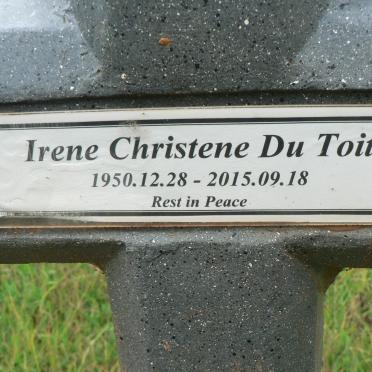 Irene Christene Du Toit
1950.12.28 - 2015.09.18
Rest in Peace